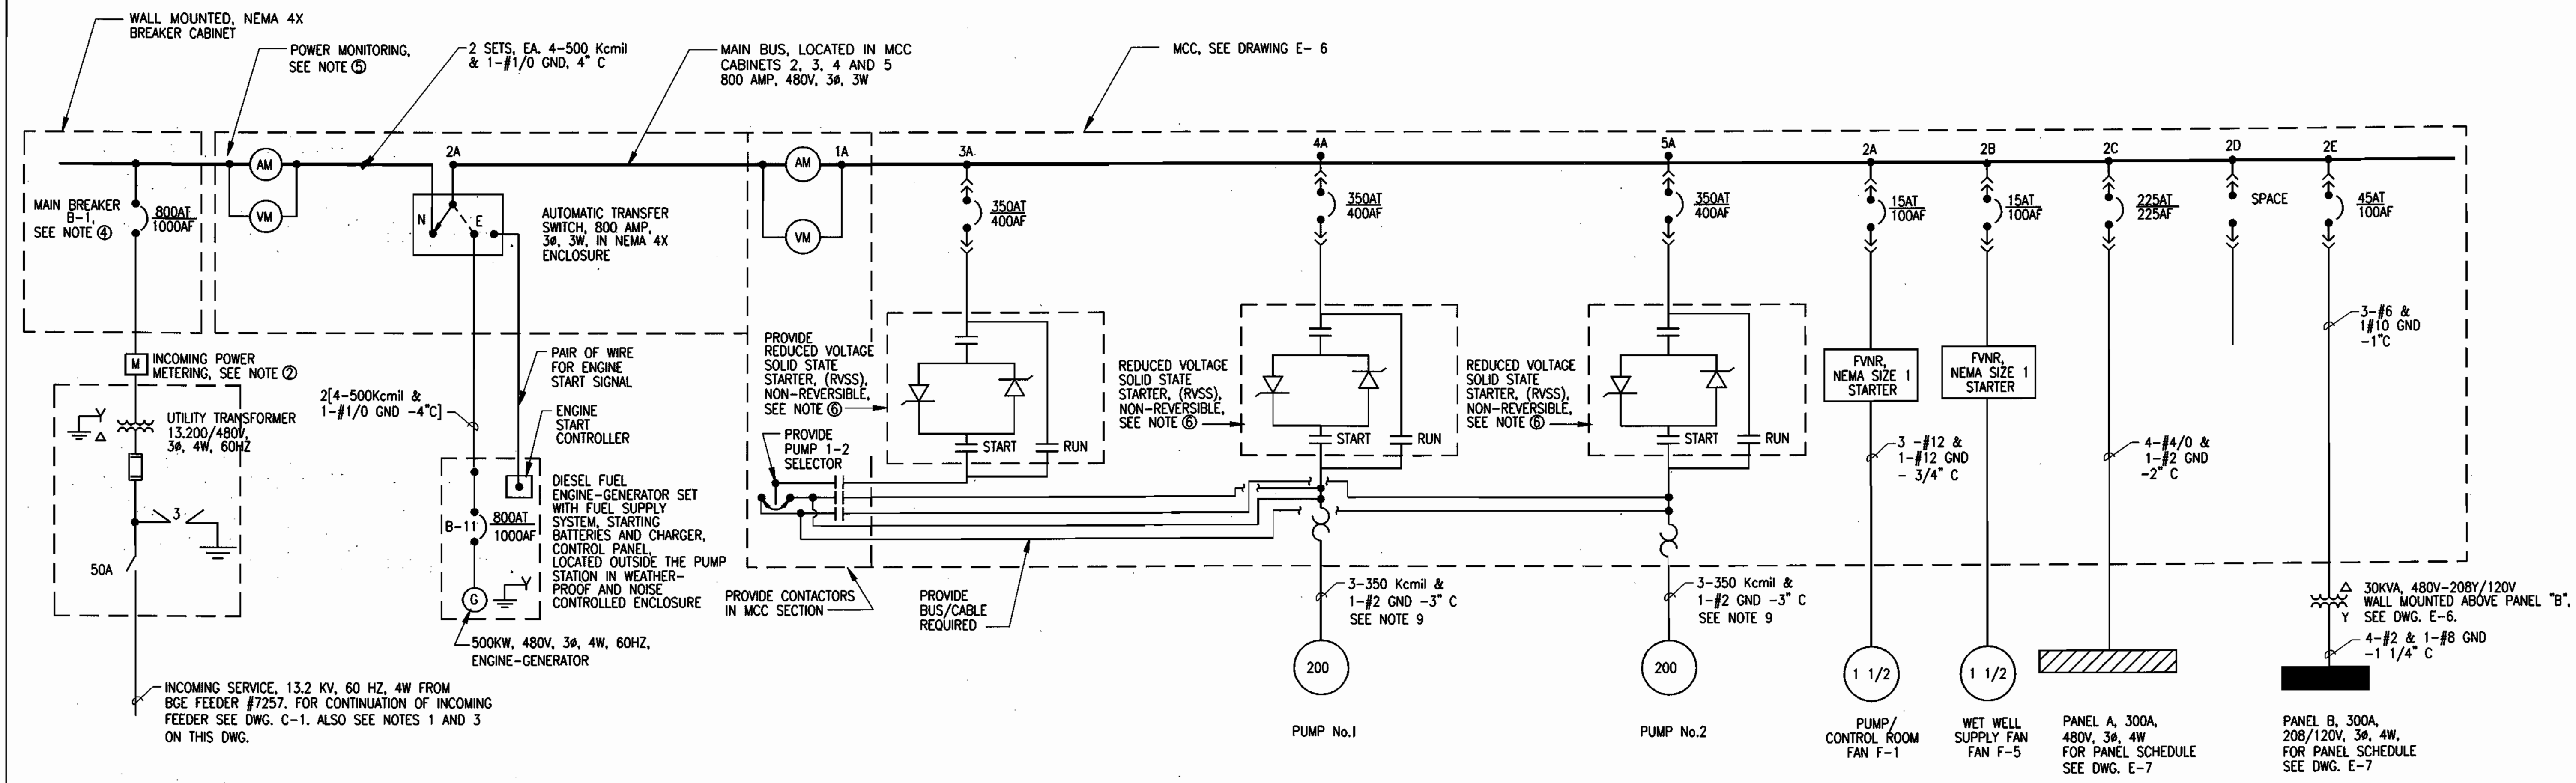 WALL MOUNTED, NEMA 4X
BREAKER CABINET
POWER MONITORING,
SEE NOTE ⑤
2 SETS, EA. 4-500 Kcmil
& 1-#1/0 GND, 4" C
MAIN BUS, LOCATED IN MCC
CABINETS 2, 3, 4 AND 5
800 AMP, 480V, 3ø, 3W
MCC, SEE DRAWING E- 6
AM
2A
AM
1A
3A
4A
5A
2A
2B
2C
2D
2E
MAIN BREAKER
B-1,
SEE NOTE ④
800AT
1000AF
VM
N
E
AUTOMATIC TRANSFER
SWITCH, 800 AMP,
3ø, 3W, IN NEMA 4X
ENCLOSURE
VM
350AT
400AF
350AT
400AF
350AT
400AF
15AT
100AF
15AT
100AF
225AT
225AF
SPACE
45AT
100AF
M
INCOMING POWER
METERING, SEE NOTE ②
Y
△
UTILITY TRANSFORMER
13,200/480V,
3ø, 4W, 60HZ
3
50A
INCOMING SERVICE, 13.2 KV, 60 HZ, 4W FROM
BGE FEEDER #7257. FOR CONTINUATION OF INCOMING
FEEDER SEE DWG. C-1. ALSO SEE NOTES 1 AND 3
ON THIS DWG.
2[4-500Kcmil &
1-#1/0 GND -4"C]
PAIR OF WIRE
FOR ENGINE
START SIGNAL
ENGINE
START
CONTROLLER
B-11
800AT
1000AF
G
Y
DIESEL FUEL
ENGINE-GENERATOR SET
WITH FUEL SUPPLY
SYSTEM, STARTING
BATTERIES AND CHARGER,
CONTROL PANEL,
LOCATED OUTSIDE THE PUMP
STATION IN WEATHER-
PROOF AND NOISE
CONTROLLED ENCLOSURE
500KW, 480V, 3ø, 4W, 60HZ,
ENGINE-GENERATOR
PROVIDE
REDUCED VOLTAGE
SOLID STATE
STARTER, (RVSS),
NON-REVERSIBLE,
SEE NOTE ⑥
START
RUN
PROVIDE
PUMP 1-2
SELECTOR
PROVIDE CONTACTORS
IN MCC SECTION
PROVIDE
BUS/CABLE
REQUIRED
REDUCED VOLTAGE
SOLID STATE
STARTER, (RVSS),
NON-REVERSIBLE,
SEE NOTE ⑥
START
RUN
REDUCED VOLTAGE
SOLID STATE
STARTER, (RVSS),
NON-REVERSIBLE,
SEE NOTE ⑥
START
RUN
3-350 Kcmil &
1-#2 GND -3" C
SEE NOTE 9
200
PUMP No.1
3-350 Kcmil &
1-#2 GND -3" C
SEE NOTE 9
200
PUMP No.2
FVNR,
NEMA SIZE 1
STARTER
3 -#12 &
1-#12 GND
- 3/4" C
1 1/2
PUMP/
CONTROL ROOM
FAN F-1
FVNR,
NEMA SIZE 1
STARTER
1 1/2
WET WELL
SUPPLY FAN
FAN F-5
4-#4/0 &
1-#2 GND
-2" C
PANEL A, 300A,
480V, 3ø, 4W
FOR PANEL SCHEDULE
SEE DWG. E-7
3-#6 &
1#10 GND
-1"C
△
Y
30KVA, 480V-208Y/120V
WALL MOUNTED ABOVE PANEL "B",
SEE DWG. E-6.
4-#2 & 1-#8 GND
-1 1/4" C
PANEL B, 300A,
208/120V, 3ø, 4W,
FOR PANEL SCHEDULE
SEE DWG. E-7